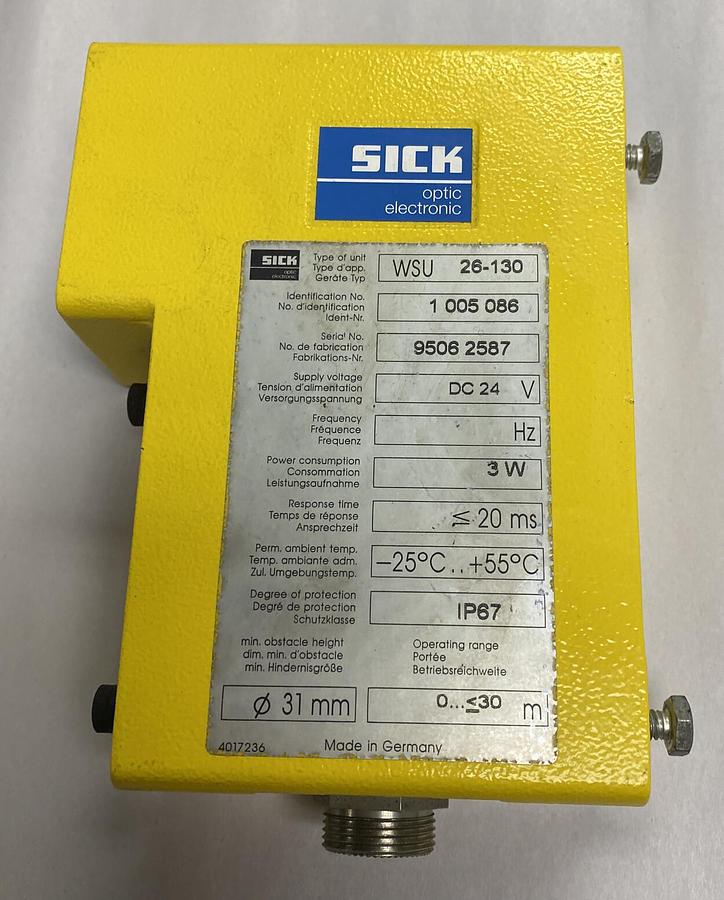 SICK
optic
electronic
SICK
optic
electronic
Type of unit
Type d'app.
Geräte Typ
WSU 26-130
Identification No.
No. d'identification
Ident-Nr.
1 005 086
Serial No.
No. de fabrication
Fabrikations-Nr.
9506 2587
Supply voltage
Tension d'alimentation
Versorgungsspannung
DC 24 V
Frequency
Fréquence
Frequenz
Hz
Power consumption
Consommation
Leistungsaufnahme
3 W
Response time
Temps de réponse
Ansprechzeit
≤ 20 ms
Perm. ambient temp.
Temp. ambiante adm.
Zul. Umgebungstemp.
−25°C..+55°C
Degree of protection
Degré de protection
Schutzklasse
IP67
min. obstacle height
dim. min. d'obstacle
min. Hindernisgröße
Ø 31 mm
Operating range
Portée
Betriebsreichweite
0...≤30 m
4017236 Made in Germany